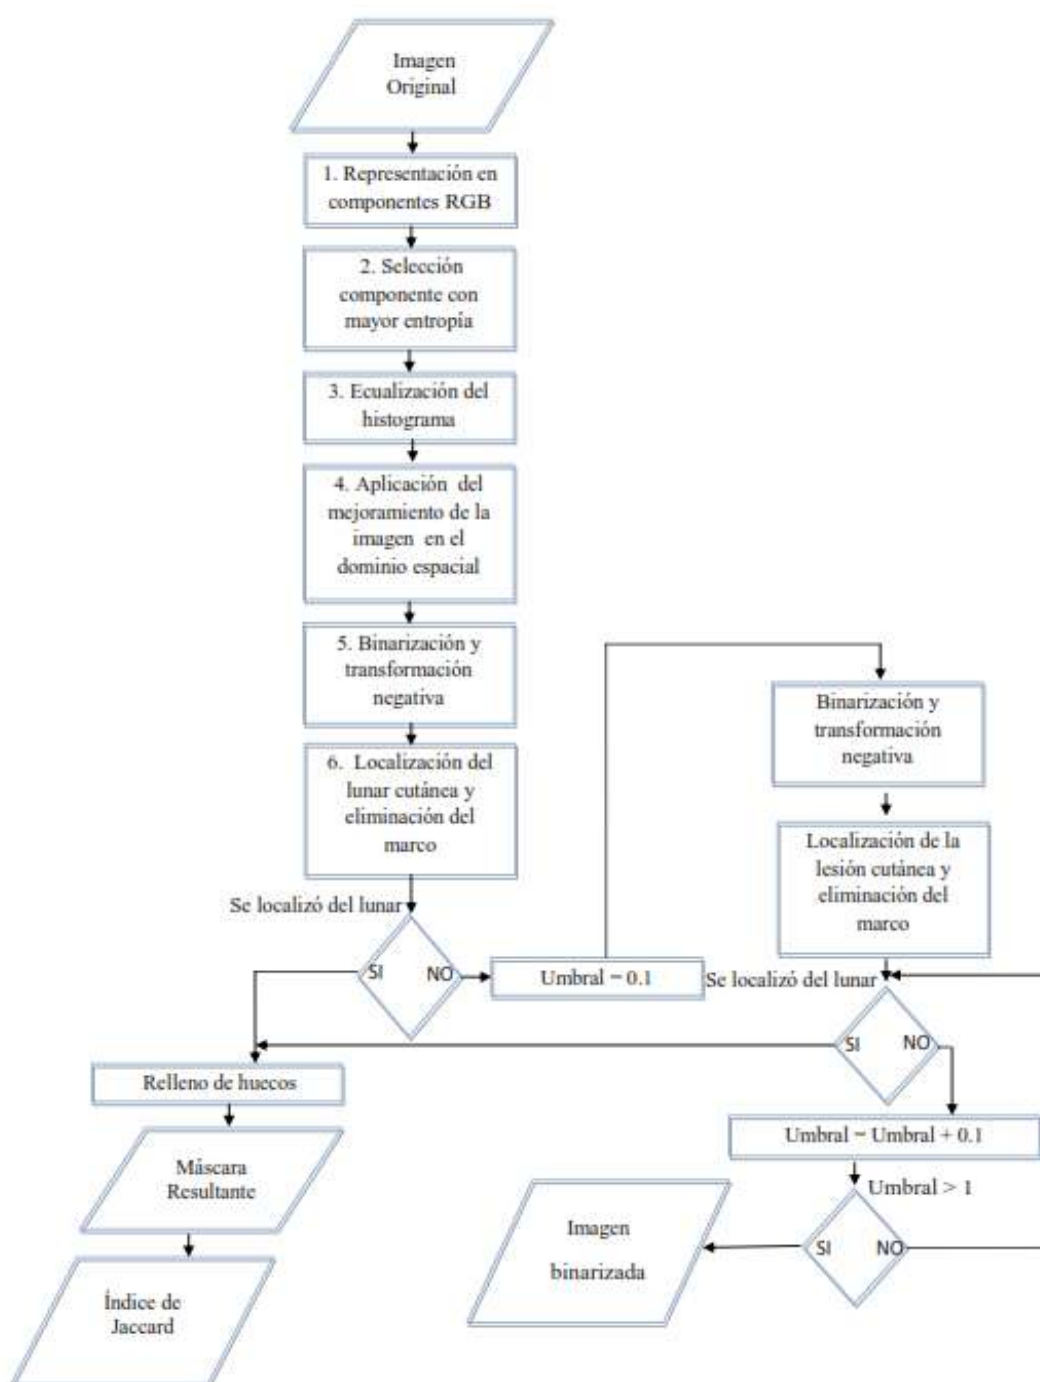 Imagen
Original
1. Representación en
componentes RGB
2. Selección
componente con
mayor entropía
3. Ecualización del
histograma
4. Aplicación del
mejoramiento de la
imagen en el
dominio espacial
5. Binarización y
transformación
negativa
6. Localización del
lunar cutánea y
eliminación del
marco
Se localizó del lunar
SI
NO
Umbral = 0.1
Binarización y
transformación
negativa
Localización de la
lesión cutánea y
eliminación del
marco
Se localizó del lunar
SI
NO
Umbral = Umbral + 0.1
Umbral > 1
SI
NO
Imagen
binarizada
Relleno de huecos
Máscara
Resultante
Índice de
Jaccard